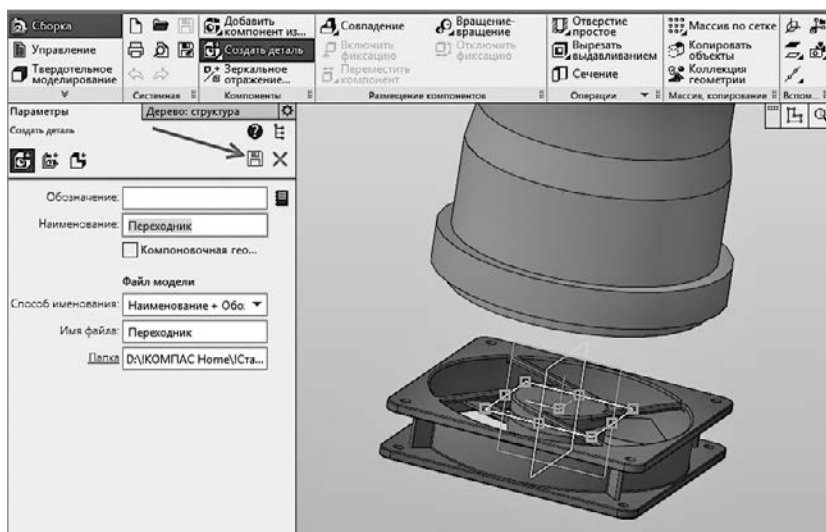 Сборка
Управление
Твердотельное
моделирование
Системная
Добавить
компонент из...
Создать деталь
Зеркальное
отражение...
Компоненты
Совпадение
Включить
фиксацию
Переместить
компонент
Вращение-
вращение
Отключить
фиксацию
Размещение компонентов
Отверстие
простое
Вырезать
выдавливанием
Сечение
Операции
Массив по сетке
Копировать
объекты
Коллекция
геометрии
Массив, копирование
Вспом...
Параметры
Дерево: структура
Создать деталь
Обозначение:
Наименование: Переходник
Компоновочная гео...
Файл модели
Способ именования: Наименование + Обо:
Имя файла: Переходник
Папка D:\IКОМПАС Home\IСта...